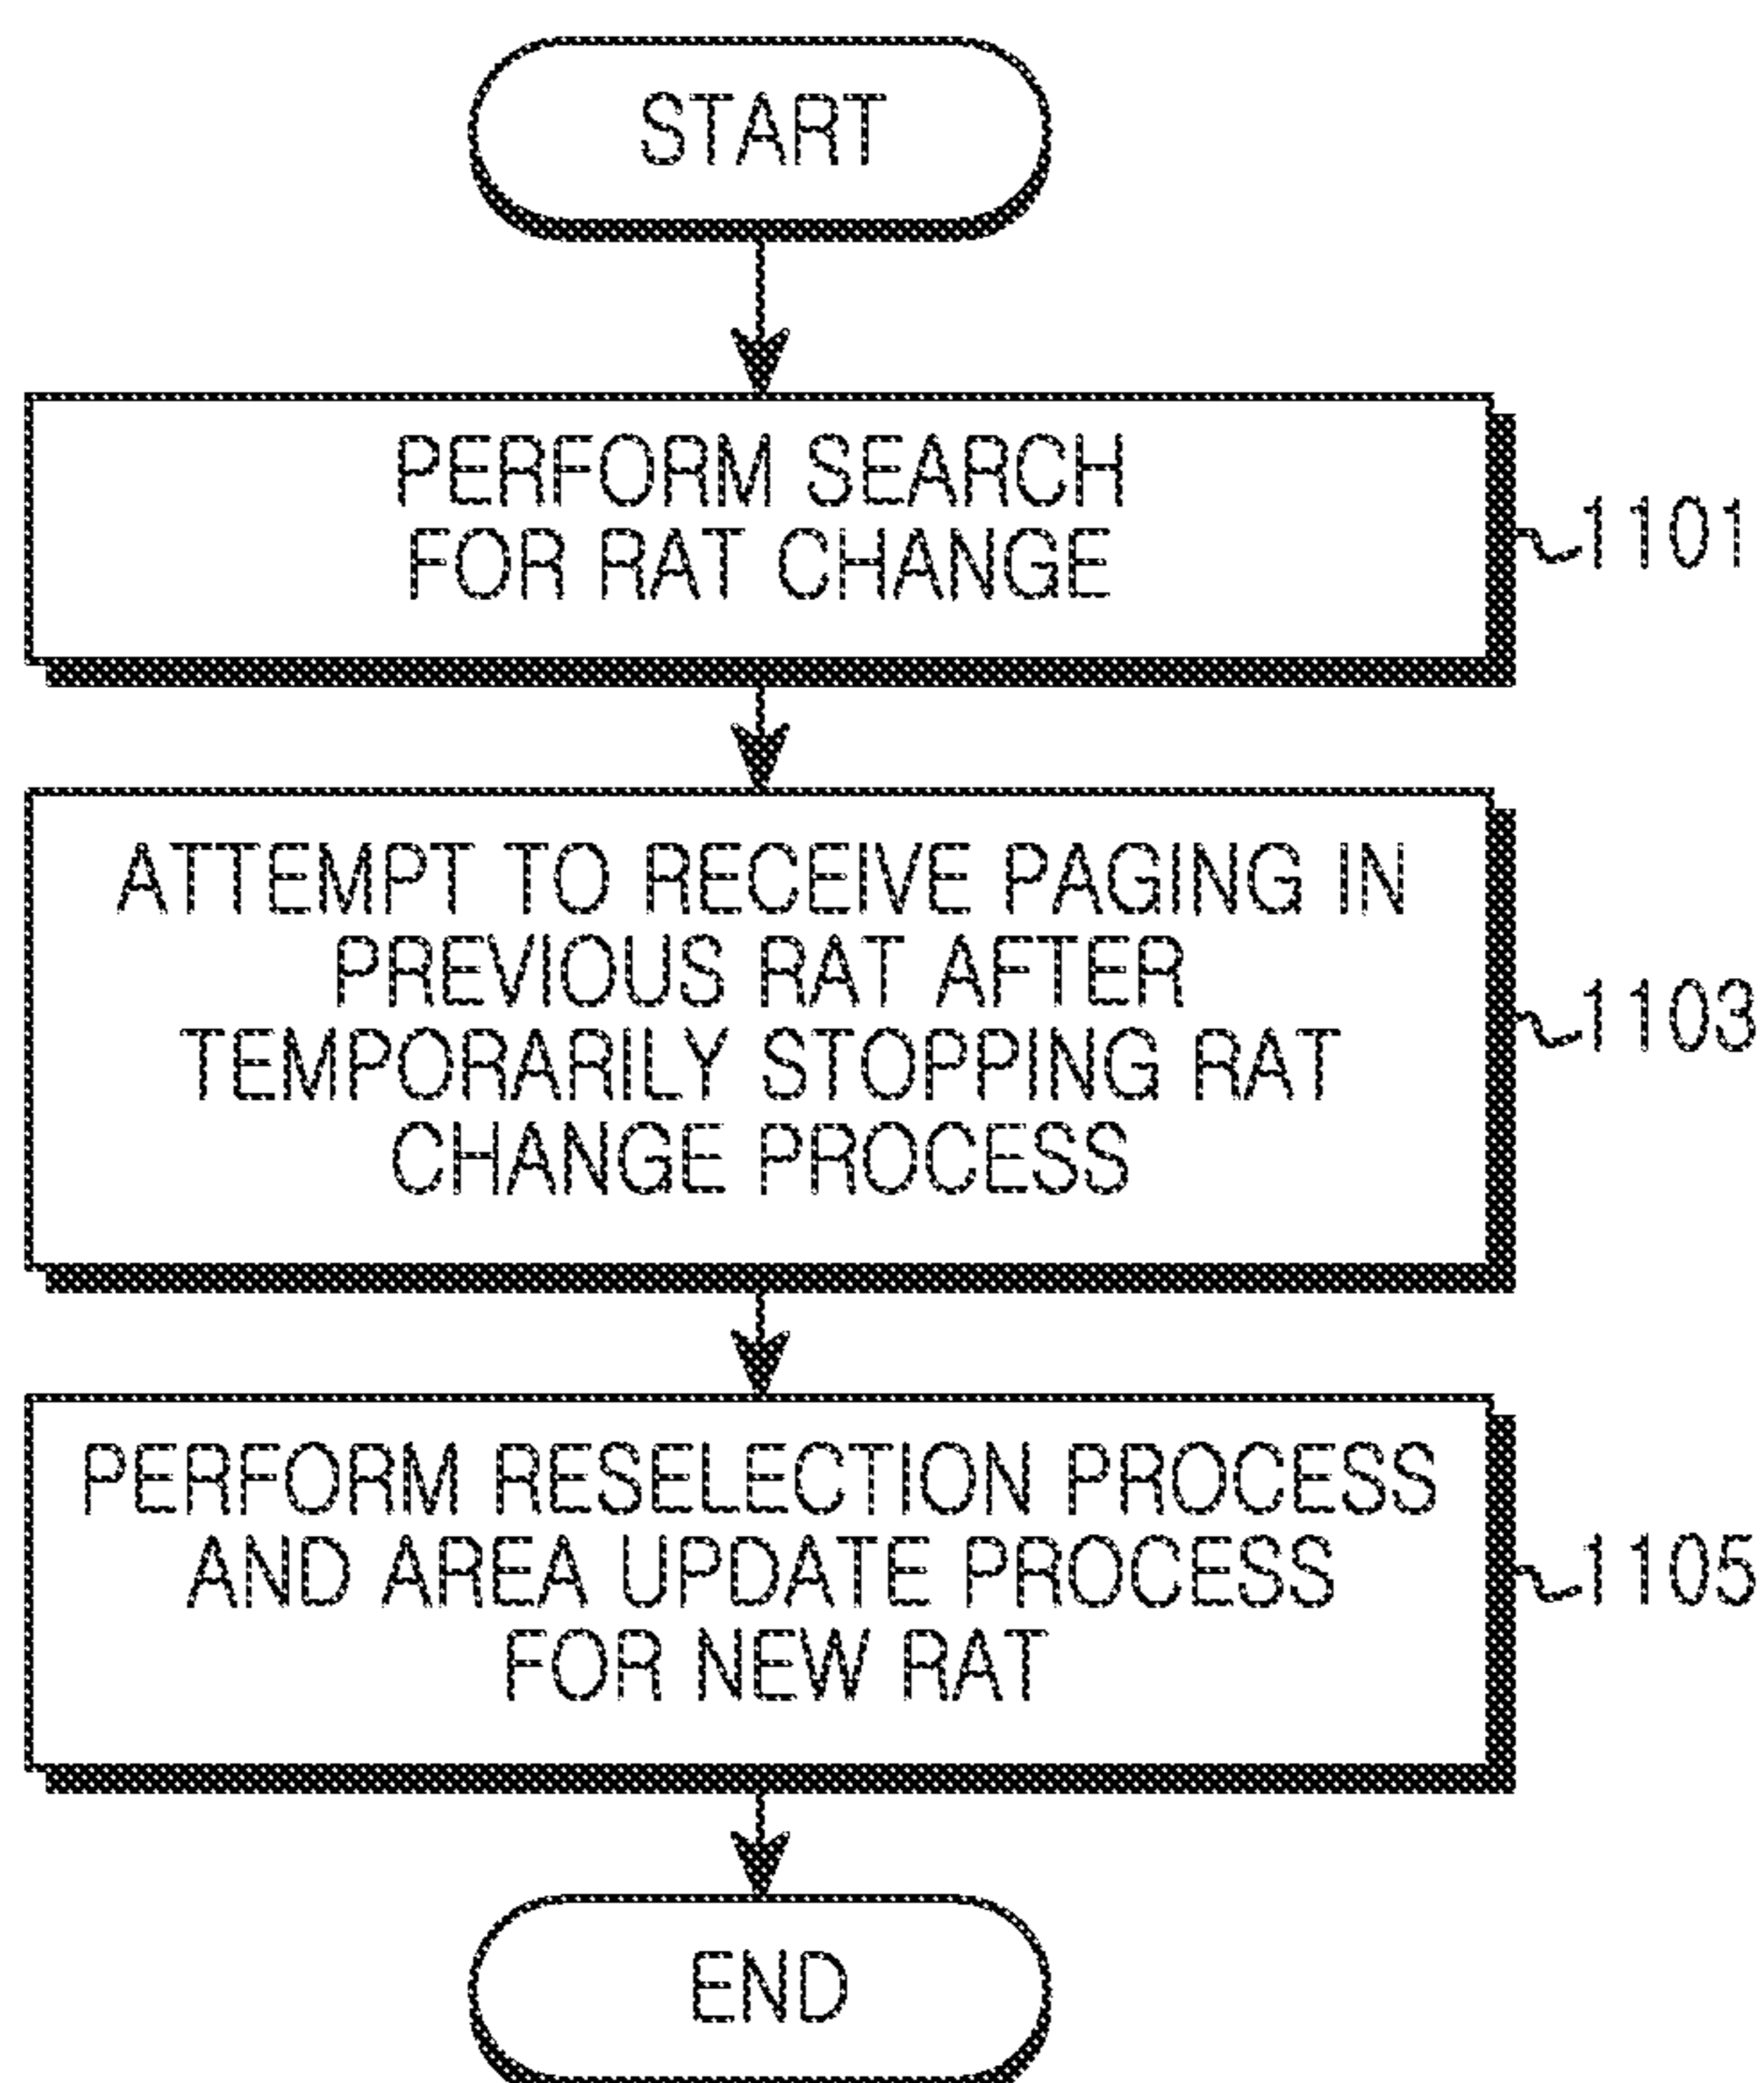 START
PERFORM SEARCH
FOR RAT CHANGE
1101
ATTEMPT TO RECEIVE PAGING IN
PREVIOUS RAT AFTER
TEMPORARILY STOPPING RAT
CHANGE PROCESS
1103
PERFORM RESELECTION PROCESS
AND AREA UPDATE PROCESS
FOR NEW RAT
1105
END